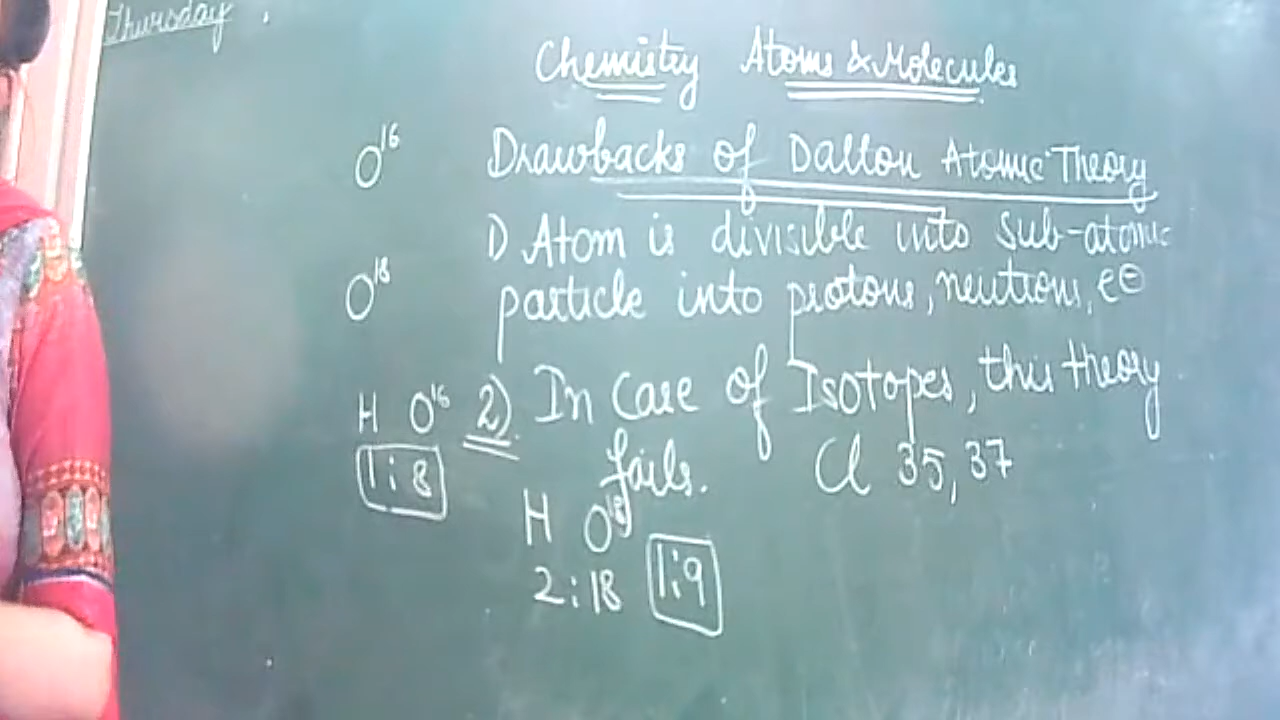 Thursday.
Chemistry Atoms & Molecules
O¹⁶
Drawbacks of Dalton Atomic Theory
1) Atom is divisible into sub-atomic
O¹⁸
particle into protons, neutrons, e⊖
H O¹⁶
2) In Case of Isotopes, this theory
1:8
fails. Cl 35, 37
H O¹⁸
2:18 1:9